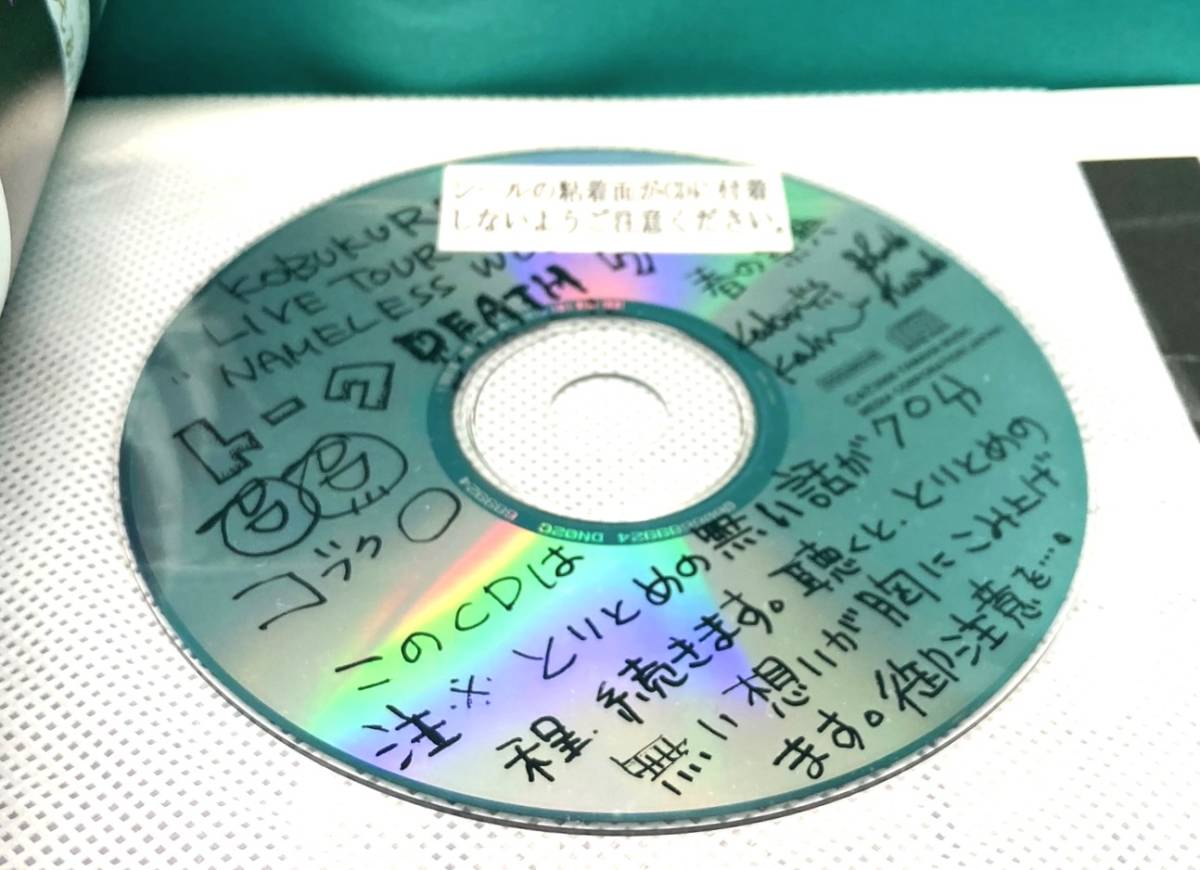 シールの粘着面がCDに付着
しないようご注意ください。
KOBUKUR
LIVE TOUR
"NAMELESS W
トーク DEATH
春の
コブクロ
このCDは
注※とりとめの無い話が70分
程. 続きます。聴くと、とりとめの
無い想いが胸にこみ上げ
ます。御注意を…。